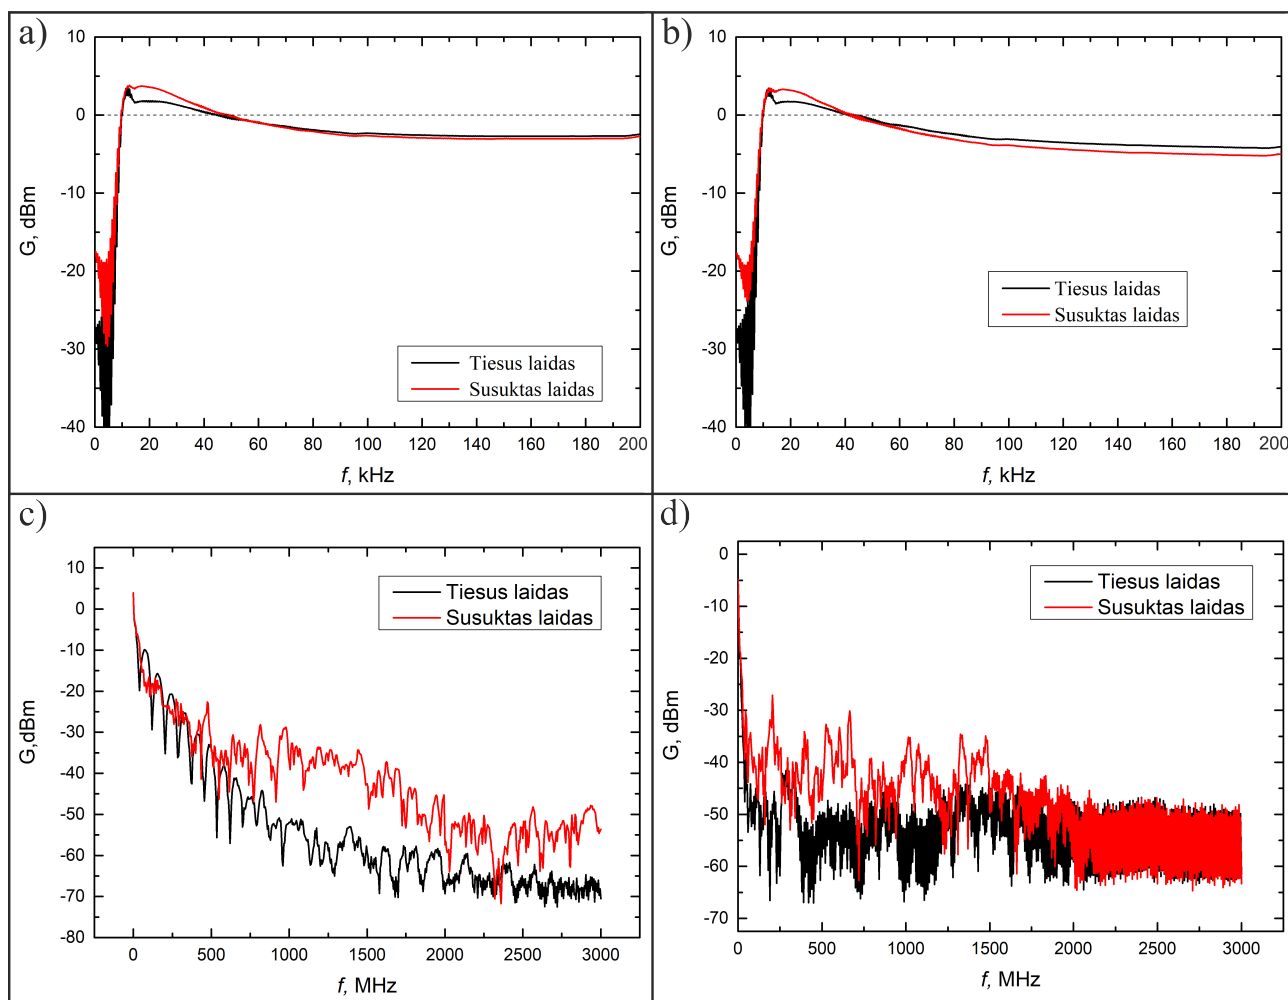 a)
10
0
-10
-20
-30
-40
G, dBm
0 20 40 60 80 100 120 140 160 180 200
f, kHz
Tiesus laidas
Susuktas laidas
b)
10
0
-10
-20
-30
-40
G, dBm
0 20 40 60 80 100 120 140 160 180 200
f, kHz
Tiesus laidas
Susuktas laidas
c)
10
0
-10
-20
-30
-40
-50
-60
-70
-80
G,dBm
0 500 1000 1500 2000 2500 3000
f, MHz
Tiesus laidas
Susuktas laidas
d)
0
-10
-20
-30
-40
-50
-60
-70
G, dBm
0 500 1000 1500 2000 2500 3000
f, MHz
Tiesus laidas
Susuktas laidas